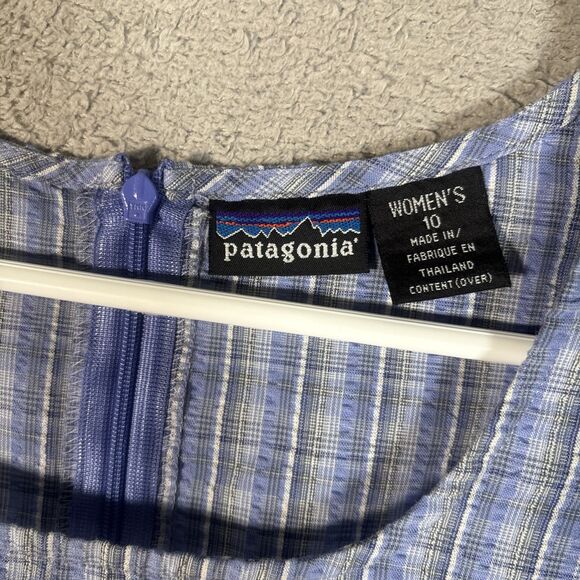 patagonia®
WOMEN'S
10
MADE IN/
FABRIQUE EN
THAILAND
CONTENT (OVER)